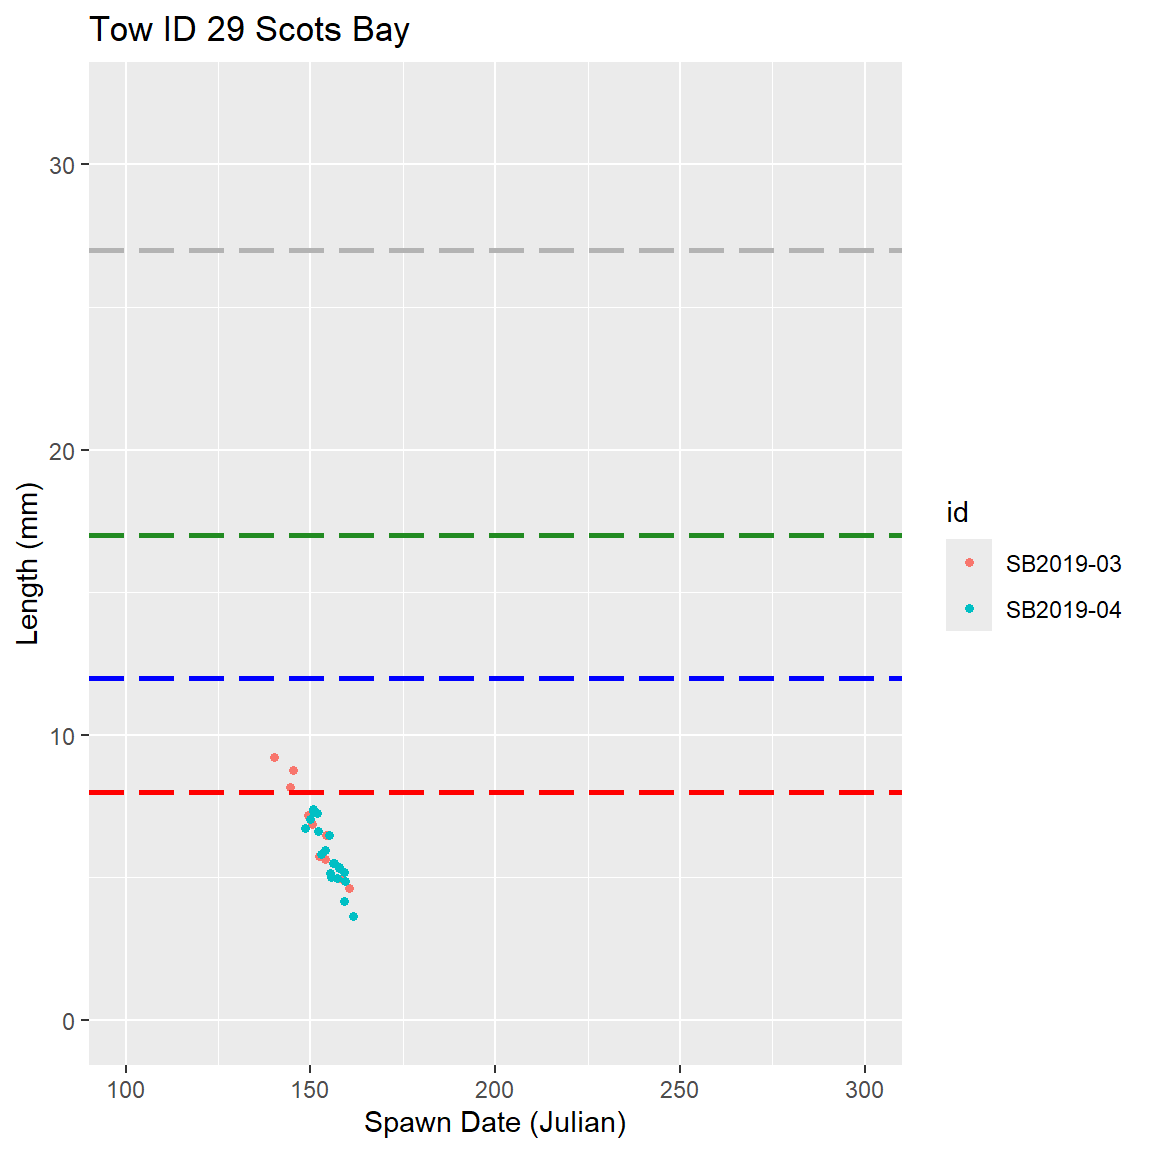 Tow ID 29 Scots Bay
30
20
10
0
Length (mm)
100 150 200 250 300
Spawn Date (Julian)
id
SB2019-03
SB2019-04